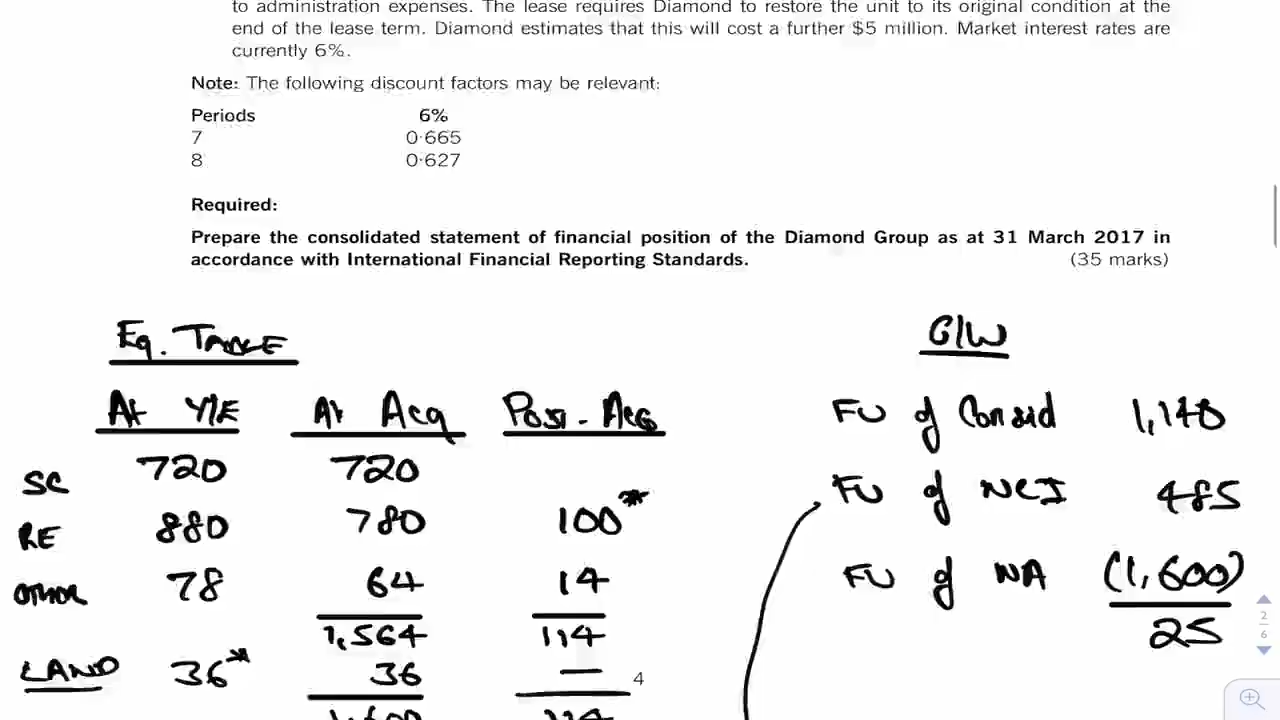 to administration expenses. The lease requires Diamond to restore the unit to its original condition at the
end of the lease term. Diamond estimates that this will cost a further $5 million. Market interest rates are
currently 6%.
Note: The following discount factors may be relevant:
Periods 6%
7 0·665
8 0·627
Required:
Prepare the consolidated statement of financial position of the Diamond Group as at 31 March 2017 in
accordance with International Financial Reporting Standards. (35 marks)
Eq. TABLE
At Y/E At Acq Post-Acq
SC 720 720
RE 880 780 100*
OTHER 78 64 14
1,564 114
LAND 36* 36 —
1,600 114
G/W
FV of Consid 1,140
FV of NCI 485
FV of NA (1,600)
25
4
2
6